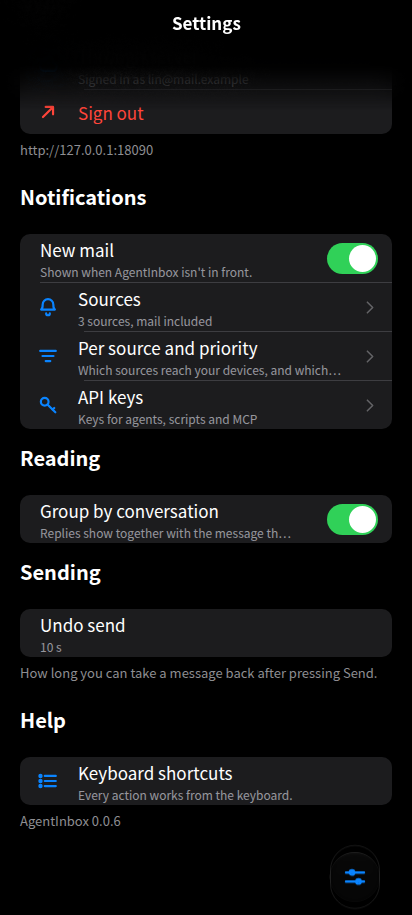 Settings
Signed in as lin@mail.example
Sign out
http://127.0.0.1:18090
Notifications
New mail
Shown when AgentInbox isn't in front.
Sources
3 sources, mail included
Per source and priority
Which sources reach your devices, and which…
API keys
Keys for agents, scripts and MCP
Reading
Group by conversation
Replies show together with the message th…
Sending
Undo send
10 s
How long you can take a message back after pressing Send.
Help
Keyboard shortcuts
Every action works from the keyboard.
AgentInbox 0.0.6